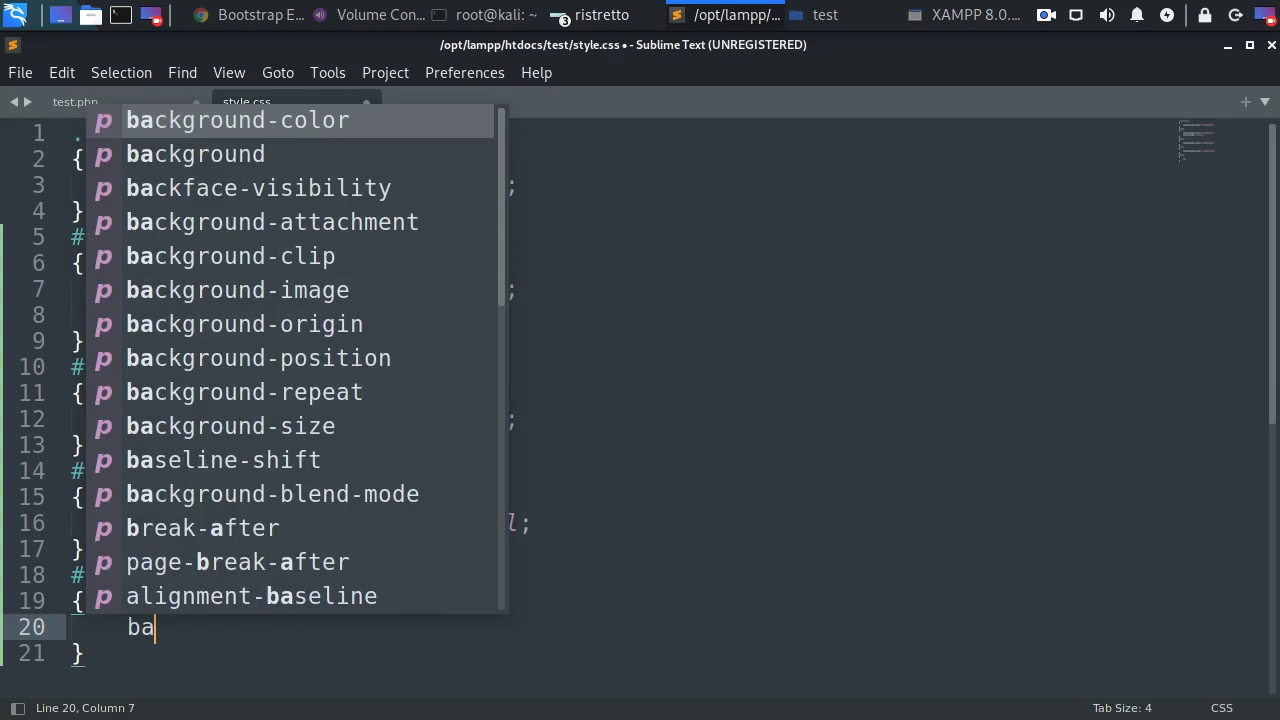 Bootstrap E... Volume Con... root@kali: ~ 3 ristretto /opt/lampp/... test XAMPP 8.0....
/opt/lampp/htdocs/test/style.css • - Sublime Text (UNREGISTERED)
File Edit Selection Find View Goto Tools Project Preferences Help
test.php style.css
1 .
2 {
3 ;
4 }
5 #
6 {
7 ;
8
9 }
10 #
11 {
12 ;
13 }
14 #
15 {
16 l;
17 }
18 #
19 {
20 ba
21 }
p background-color
p background
p backface-visibility
p background-attachment
p background-clip
p background-image
p background-origin
p background-position
p background-repeat
p background-size
p baseline-shift
p background-blend-mode
p break-after
p page-break-after
p alignment-baseline
Line 20, Column 7 Tab Size: 4 CSS